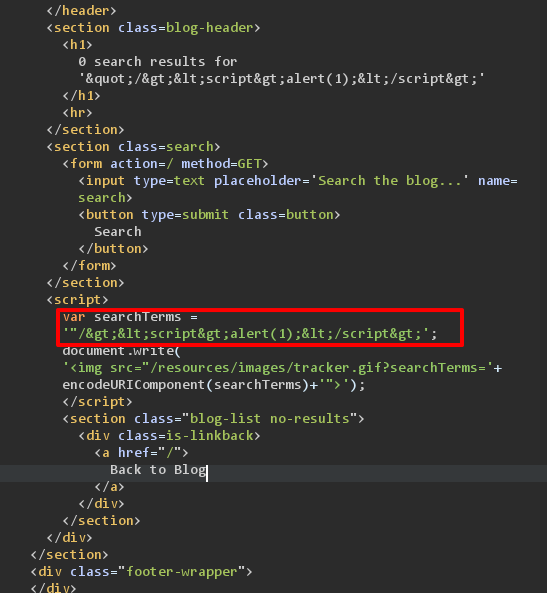 </header>
<section class=blog-header>
<h1>
0 search results for
'&quot;/&gt;&lt;script&gt;alert(1);&lt;/script&gt;'
</h1>
<hr>
</section>
<section class=search>
<form action=/ method=GET>
<input type=text placeholder='Search the blog...' name=
search>
<button type=submit class=button>
Search
</button>
</form>
</section>
<script>
var searchTerms =
'"/&gt;&lt;script&gt;alert(1);&lt;/script&gt;';
document.write(
'<img src="/resources/images/tracker.gif?searchTerms='+
encodeURIComponent(searchTerms)+'">');
</script>
<section class="blog-list no-results">
<div class=is-linkback>
<a href="/">
Back to Blog
</a>
</div>
</section>
</div>
</section>
<div class="footer-wrapper">
</div>